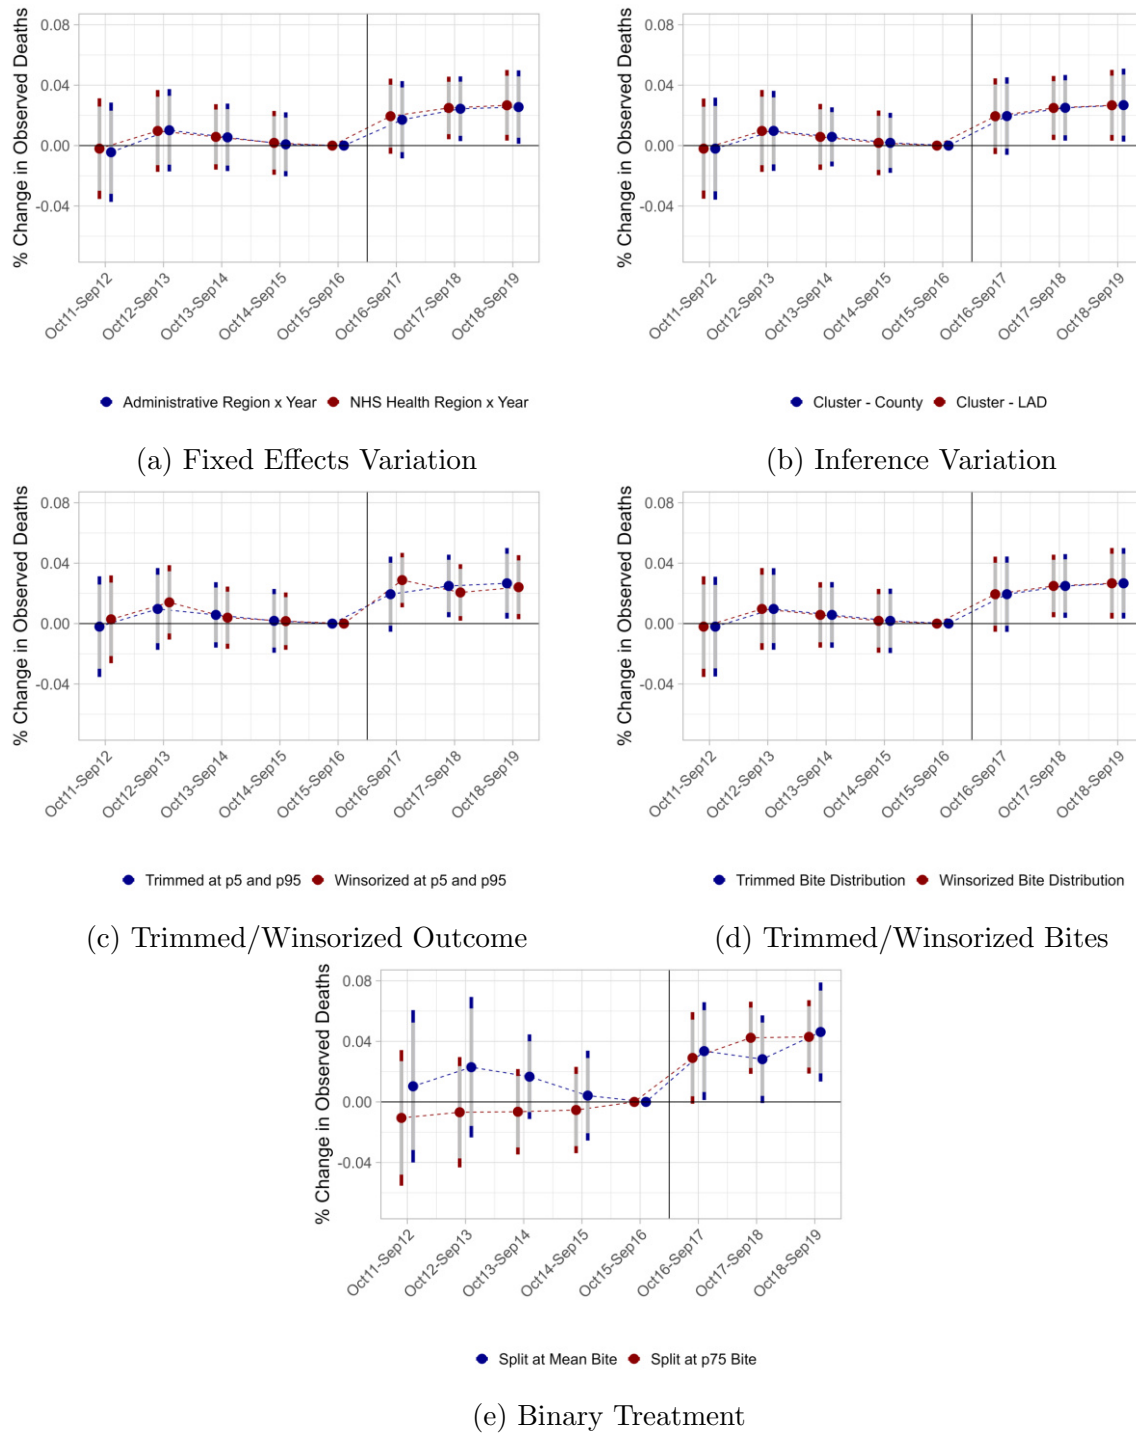 % Change in Observed Deaths
0.08
0.04
0.00
-0.04
Oct11-Sep12
Oct12-Sep13
Oct13-Sep14
Oct14-Sep15
Oct15-Sep16
Oct16-Sep17
Oct17-Sep18
Oct18-Sep19
Administrative Region x Year
NHS Health Region x Year
(a) Fixed Effects Variation
% Change in Observed Deaths
0.08
0.04
0.00
-0.04
Oct11-Sep12
Oct12-Sep13
Oct13-Sep14
Oct14-Sep15
Oct15-Sep16
Oct16-Sep17
Oct17-Sep18
Oct18-Sep19
Cluster - County
Cluster - LAD
(b) Inference Variation
% Change in Observed Deaths
0.08
0.04
0.00
-0.04
Oct11-Sep12
Oct12-Sep13
Oct13-Sep14
Oct14-Sep15
Oct15-Sep16
Oct16-Sep17
Oct17-Sep18
Oct18-Sep19
Trimmed at p5 and p95
Winsorized at p5 and p95
(c) Trimmed/Winsorized Outcome
% Change in Observed Deaths
0.08
0.04
0.00
-0.04
Oct11-Sep12
Oct12-Sep13
Oct13-Sep14
Oct14-Sep15
Oct15-Sep16
Oct16-Sep17
Oct17-Sep18
Oct18-Sep19
Trimmed Bite Distribution
Winsorized Bite Distribution
(d) Trimmed/Winsorized Bites
% Change in Observed Deaths
0.08
0.04
0.00
-0.04
Oct11-Sep12
Oct12-Sep13
Oct13-Sep14
Oct14-Sep15
Oct15-Sep16
Oct16-Sep17
Oct17-Sep18
Oct18-Sep19
Split at Mean Bite
Split at p75 Bite
(e) Binary Treatment